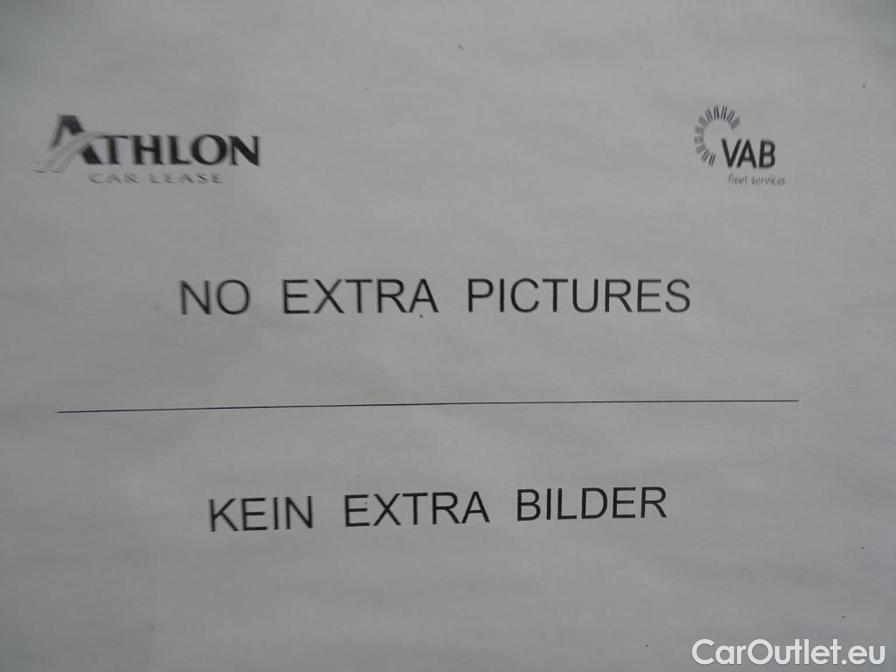 ATHLON
CAR LEASE
VAB
fleet services
NO EXTRA PICTURES
KEIN EXTRA BILDER
CarOutlet.eu